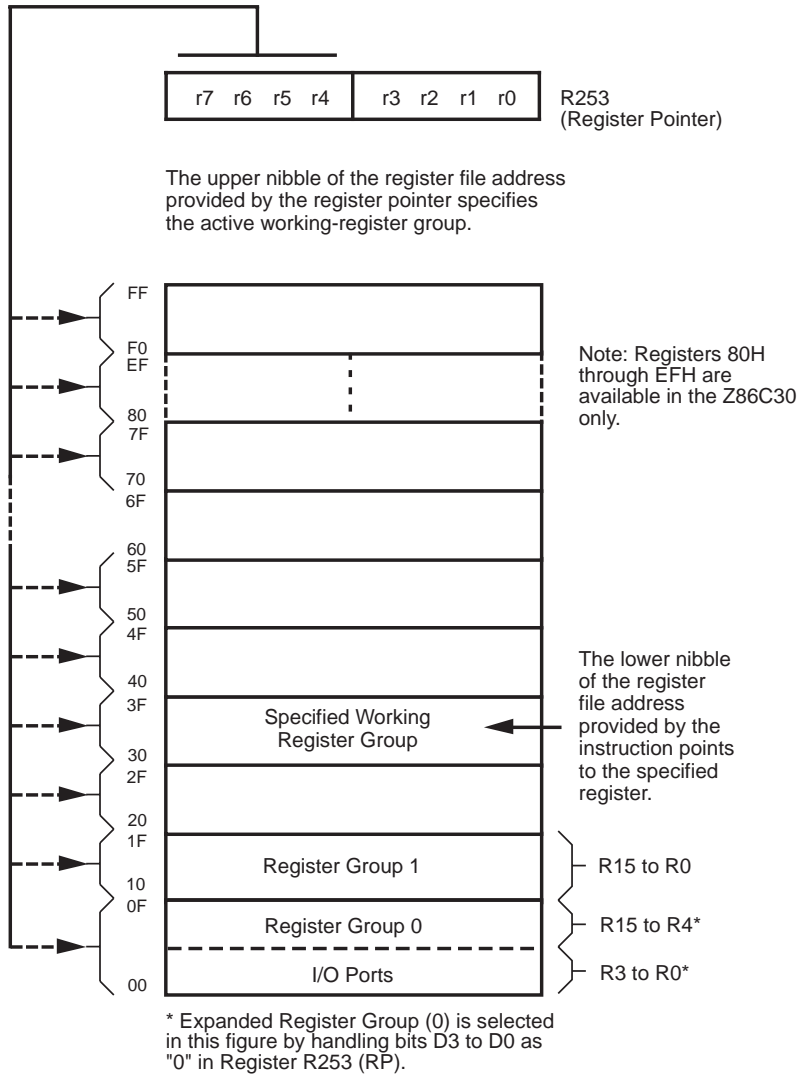 r7 r6 r5 r4 r3 r2 r1 r0
R253
(Register Pointer)
The upper nibble of the register file address
provided by the register pointer specifies
the active working-register group.
FF
F0
EF
80
7F
70
6F
60
5F
50
4F
40
3F
30
2F
20
1F
10
0F
00
Note: Registers 80H
through EFH are
available in the Z86C30
only.
Specified Working
Register Group
The lower nibble
of the register
file address
provided by the
instruction points
to the specified
register.
Register Group 1
R15 to R0
Register Group 0
R15 to R4*
I/O Ports
R3 to R0*
* Expanded Register Group (0) is selected
in this figure by handling bits D3 to D0 as
"0" in Register R253 (RP).